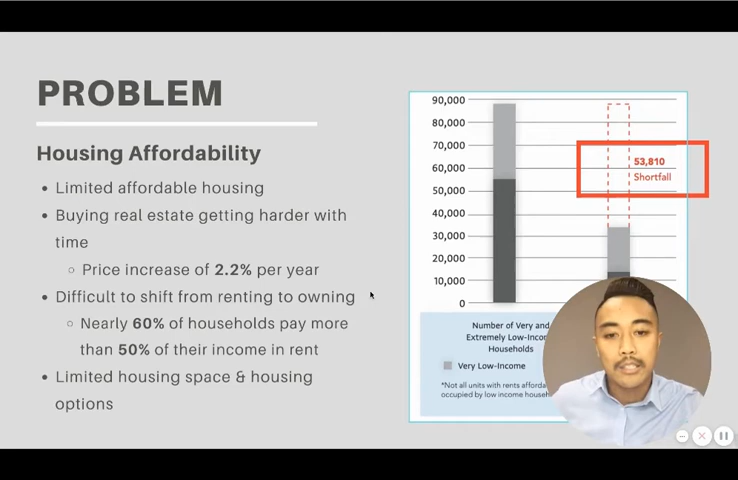 PROBLEM
Housing Affordability
• Limited affordable housing
• Buying real estate getting harder with
time
○ Price increase of 2.2% per year
• Difficult to shift from renting to owning
○ Nearly 60% of households pay more
than 50% of their income in rent
• Limited housing space & housing
options
90,000
80,000
70,000
60,000
50,000
40,000
30,000
20,000
10,000
0
53,810
Shortfall
Number of Very and
Extremely Low-Inco
Households
Very Low-Income
*Not all units with rents afforda
occupied by low income househ